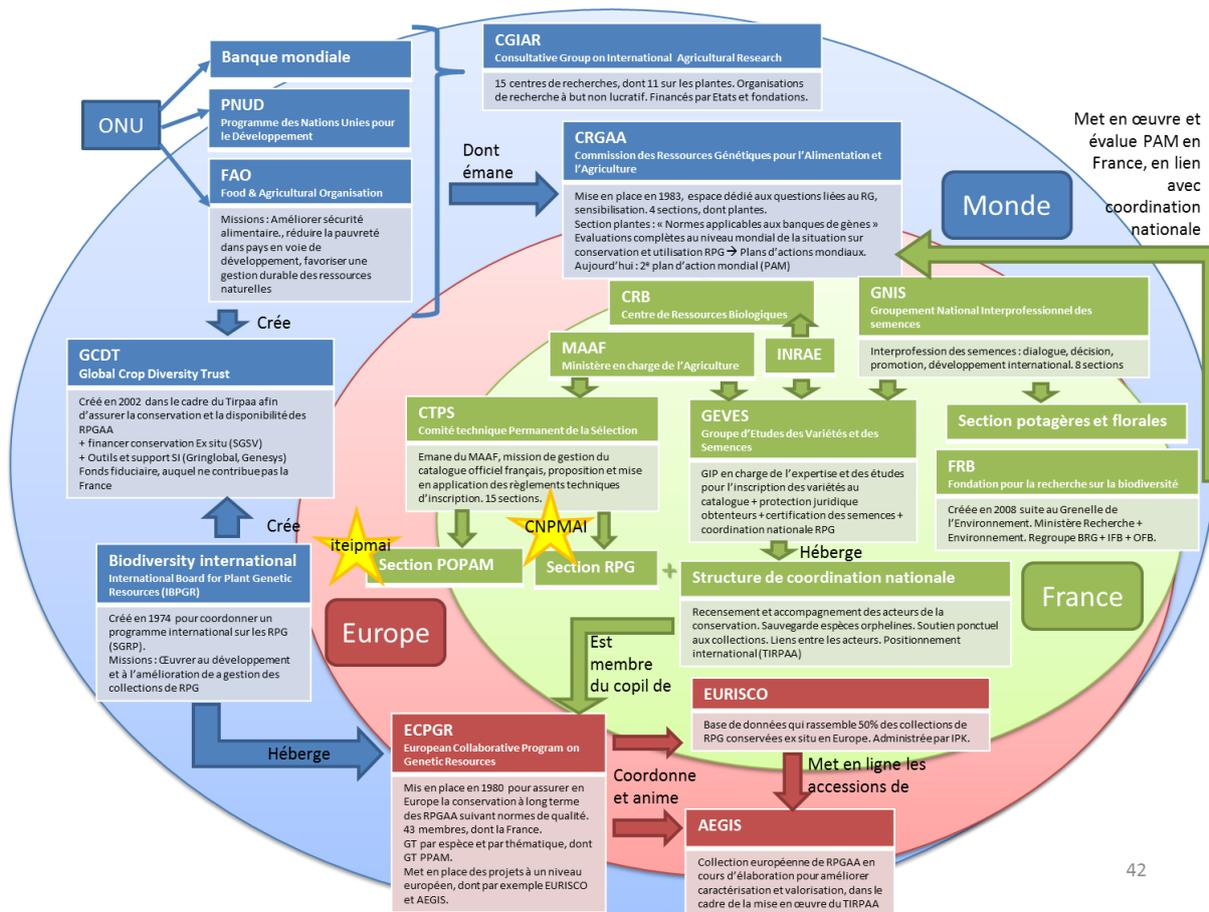 Banque mondiale
ONU
PNUD
Programme des Nations Unies pour
le Développement
FAO
Food & Agricultural Organisation
Missions : Améliorer sécurité
alimentaire., réduire la pauvreté
dans pays en voie de
développement, favoriser une
gestion durable des ressources
naturelles
CGIAR
Consultative Group on International Agricultural Research
15 centres de recherches, dont 11 sur les plantes. Organisations
de recherche à but non lucratif. Financés par Etats et fondations.
Dont
émane
CRGAA
Commission des Ressources Génétiques pour l'Alimentation et
l'Agriculture
Mise en place en 1983, espace dédié aux questions liées au RG,
sensibilisation. 4 sections, dont plantes.
Section plantes : « Normes applicables aux banques de gènes »
Evaluations complètes au niveau mondial de la situation sur
conservation et utilisation RPG → Plans d'actions mondiaux.
Aujourd'hui : 2e plan d'action mondial (PAM)
Monde
Met en œuvre et
évalue PAM en
France, en lien
avec
coordination
nationale
Crée
GCDT
Global Crop Diversity Trust
Créé en 2002 dans le cadre du Tirpaa afin
d'assurer la conservation et la disponibilité des
RPGAA
+ financer conservation Ex situ (SGSV)
+ Outils et support SI (Gringlobal, Genesys)
Fonds fiduciaire, auquel ne contribue pas la
France
Crée
Biodiversity international
International Board for Plant Genetic
Resources (IBPGR)
Créé en 1974 pour coordonner un
programme international sur les RPG
(SGRP).
Missions : Œuvrer au développement
et à l'amélioration de a gestion des
collections de RPG
Héberge
CRB
Centre de Ressources Biologiques
MAAF
Ministère en charge de l'Agriculture
INRAE
GNIS
Groupement National Interprofessionnel des
semences
Interprofession des semences : dialogue, décision,
promotion, développement international. 8 sections
CTPS
Comité technique Permanent de la Sélection
Emane du MAAF, mission de gestion du
catalogue officiel français, proposition et mise
en application des règlements techniques
d'inscription. 15 sections.
GEVES
Groupe d'Etudes des Variétés et des
Semences
GIP en charge de l'expertise et des études
pour l'inscription des variétés au
catalogue + protection juridique
obtenteurs + certification des semences +
coordination nationale RPG
Section potagères et florales
FRB
Fondation pour la recherche sur la biodiversité
Créée en 2008 suite au Grenelle de
l'Environnement. Ministère Recherche +
Environnement. Regroupe BRG + IFB + OFB.
iteipmai
CNPMAI
Section POPAM
Section RPG
+
Héberge
Structure de coordination nationale
Recensement et accompagnement des acteurs de la
conservation. Sauvegarde espèces orphelines. Soutien ponctuel
aux collections. Liens entre les acteurs. Positionnement
international (TIRPAA)
France
Europe
Est
membre
du copil de
EURISCO
Base de données qui rassemble 50% des collections de
RPG conservées ex situ en Europe. Administrée par IPK.
ECPGR
European Collaborative Program on
Genetic Resources
Mis en place en 1980 pour assurer en
Europe la conservation à long terme
des RPGAA suivant normes de qualité.
43 membres, dont la France.
GT par espèce et par thématique, dont
GT PPAM.
Met en place des projets à un niveau
européen, dont par exemple EURISCO
et AEGIS.
Coordonne
et anime
Met en ligne les
accessions de
AEGIS
Collection européenne de RPGAA en
cours d'élaboration pour améliorer
caractérisation et valorisation, dans le
cadre de la mise en œuvre du TIRPAA
42